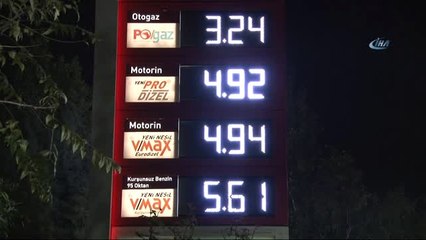 Otogaz
POgaz
3.24
İHA
Motorin
YENİ
PRO
DİZEL
4.92
Motorin
YENİ NESİL
VMAX
Eurodizel
4.94
Kurşunsuz Benzin
95 Oktan
YENİ NESİL
VMAX
5.61